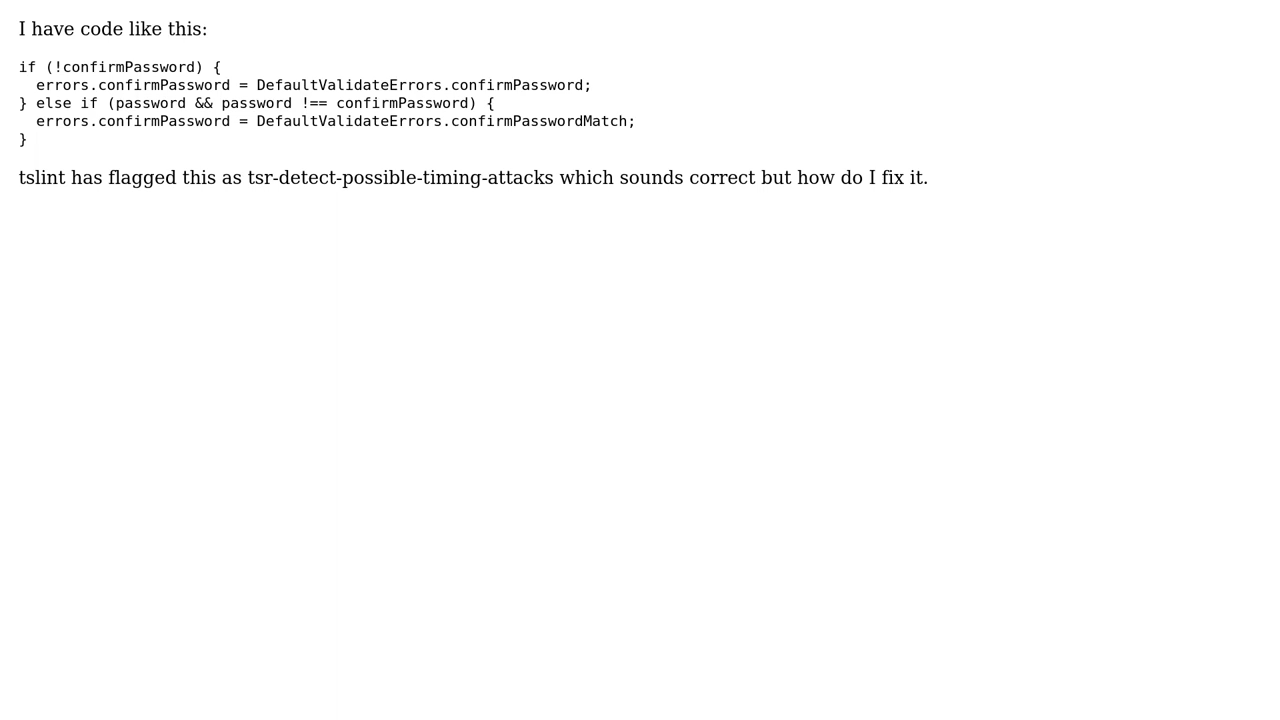 I have code like this:
if (!confirmPassword) {
  errors.confirmPassword = DefaultValidateErrors.confirmPassword;
} else if (password && password !== confirmPassword) {
  errors.confirmPassword = DefaultValidateErrors.confirmPasswordMatch;
}
tslint has flagged this as tsr-detect-possible-timing-attacks which sounds correct but how do I fix it.